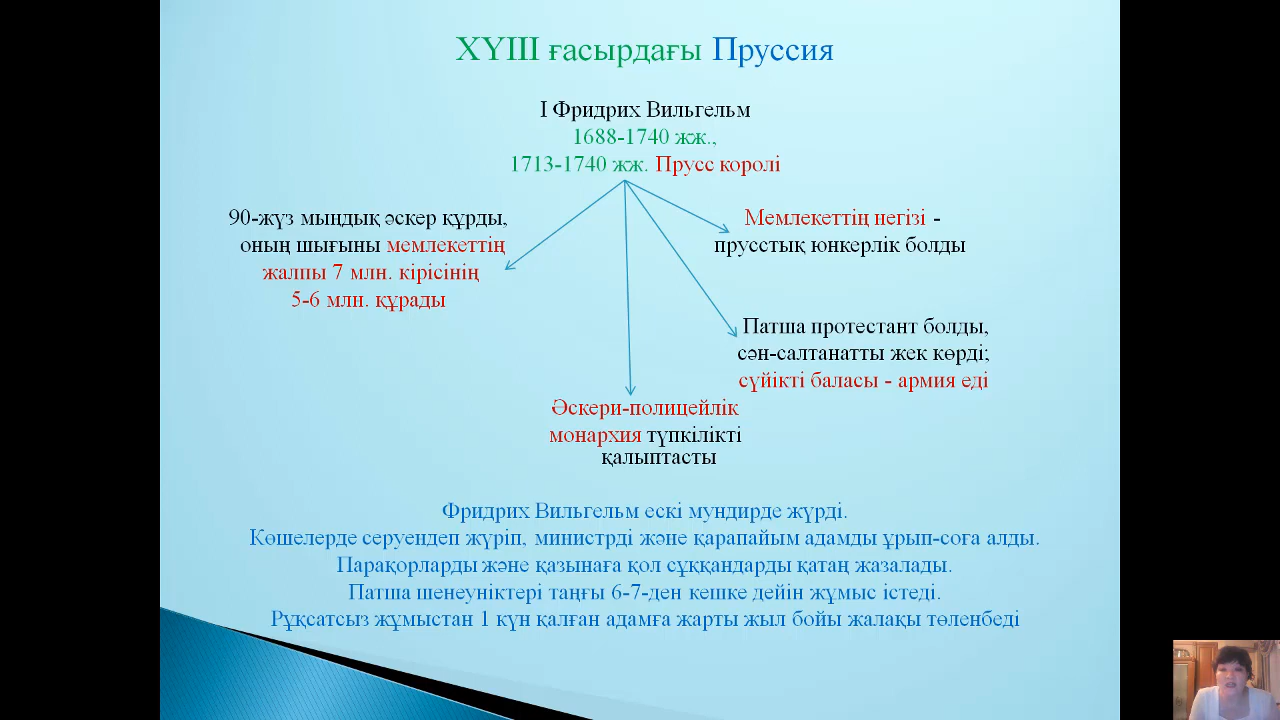 ХҮІІІ ғасырдағы Пруссия
І Фридрих Вильгельм
1688-1740 жж.,
1713-1740 жж. Прусс королі
90-жүз мыңдық әскер құрды,
оның шығыны мемлекеттің
жалпы 7 млн. кірісінің
5-6 млн. құрады
Мемлекеттің негізі -
прусстық юнкерлік болды
Патша протестант болды,
сән-салтанатты жек көрді;
сүйікті баласы - армия еді
Әскери-полицейлік
монархия түпкілікті
қалыптасты
Фридрих Вильгельм ескі мундирде жүрді.
Көшелерде серуендеп жүріп, министрді және қарапайым адамды ұрып-соға алды.
Парақорларды және қазынаға қол сұққандарды қатаң жазалады.
Патша шенеуніктері таңғы 6-7-ден кешке дейін жұмыс істеді.
Рұқсатсыз жұмыстан 1 күн қалған адамға жарты жыл бойы жалақы төленбеді